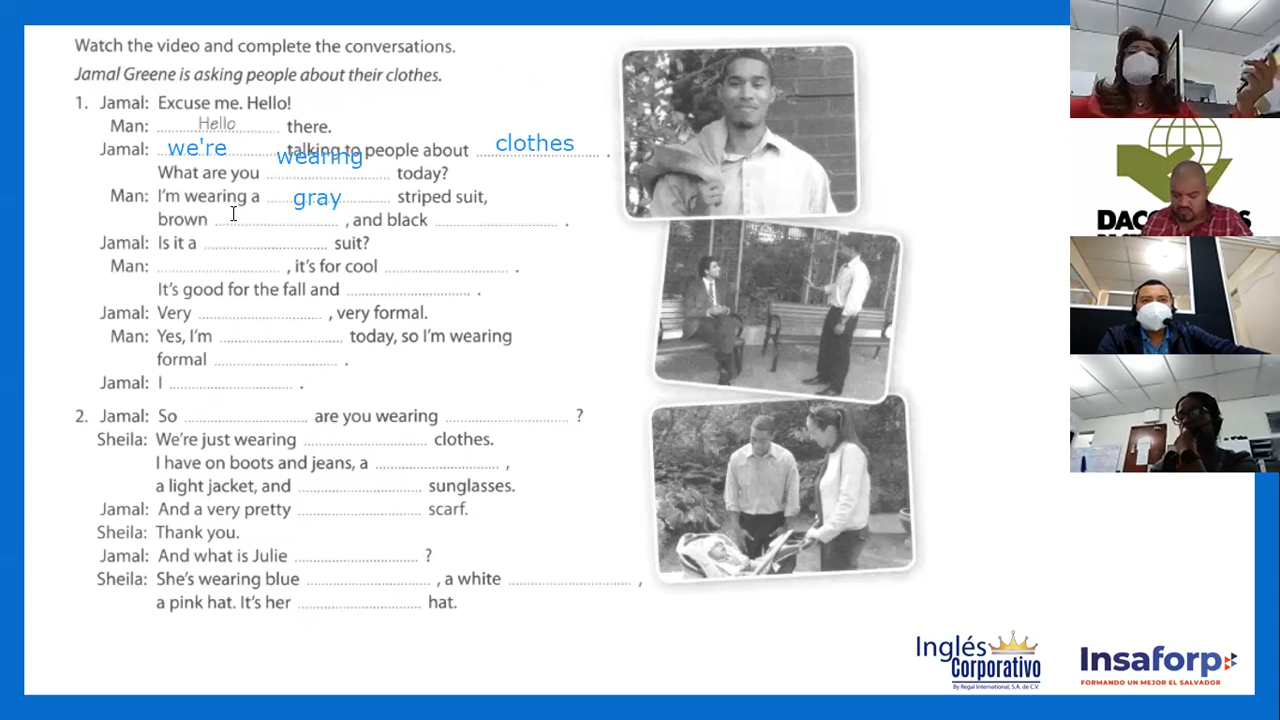 Watch the video and complete the conversations.
Jamal Greene is asking people about their clothes.
1. Jamal: Excuse me. Hello!
Man: Hello there.
Jamal: we're talking to people about clothes .
What are you wearing today?
Man: I'm wearing a gray striped suit,
brown , and black .
Jamal: Is it a suit?
Man: , it's for cool .
It's good for the fall and .
Jamal: Very , very formal.
Man: Yes, I'm today, so I'm wearing
formal .
Jamal: I .
2. Jamal: So are you wearing ?
Sheila: We're just wearing clothes.
I have on boots and jeans, a ,
a light jacket, and sunglasses.
Jamal: And a very pretty scarf.
Sheila: Thank you.
Jamal: And what is Julie ?
Sheila: She's wearing blue , a white ,
a pink hat. It's her hat.
Inglés
Corporativo
By Regal International, S.A. de C.V.
Insaforp
FORMANDO UN MEJOR EL SALVADOR